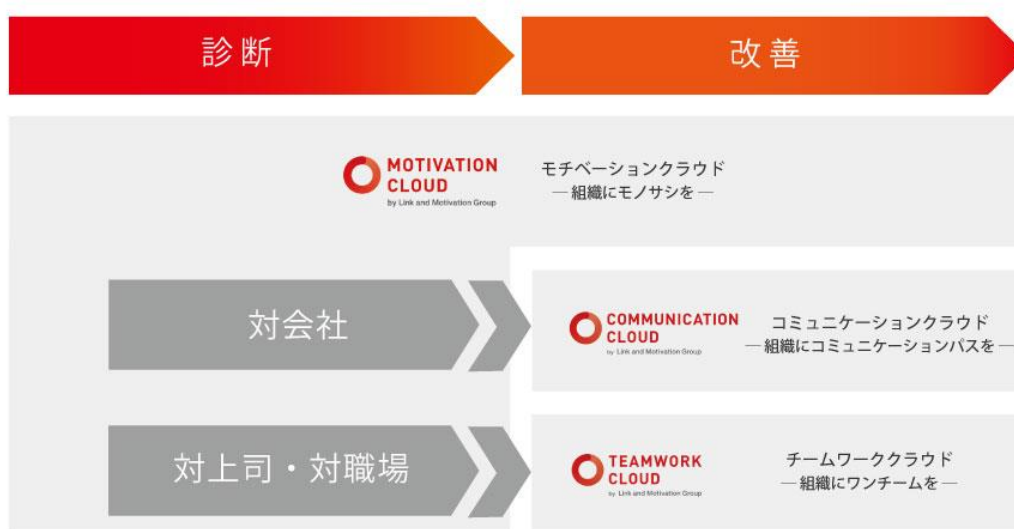 診断
改善
MOTIVATION
CLOUD
by Link and Motivation Group
モチベーションクラウド
― 組織にモノサシを ―
対会社
COMMUNICATION
CLOUD
by Link and Motivation Group
コミュニケーションクラウド
― 組織にコミュニケーションパスを ―
対上司・対職場
TEAMWORK
CLOUD
by Link and Motivation Group
チームワーククラウド
― 組織にワンチームを ―